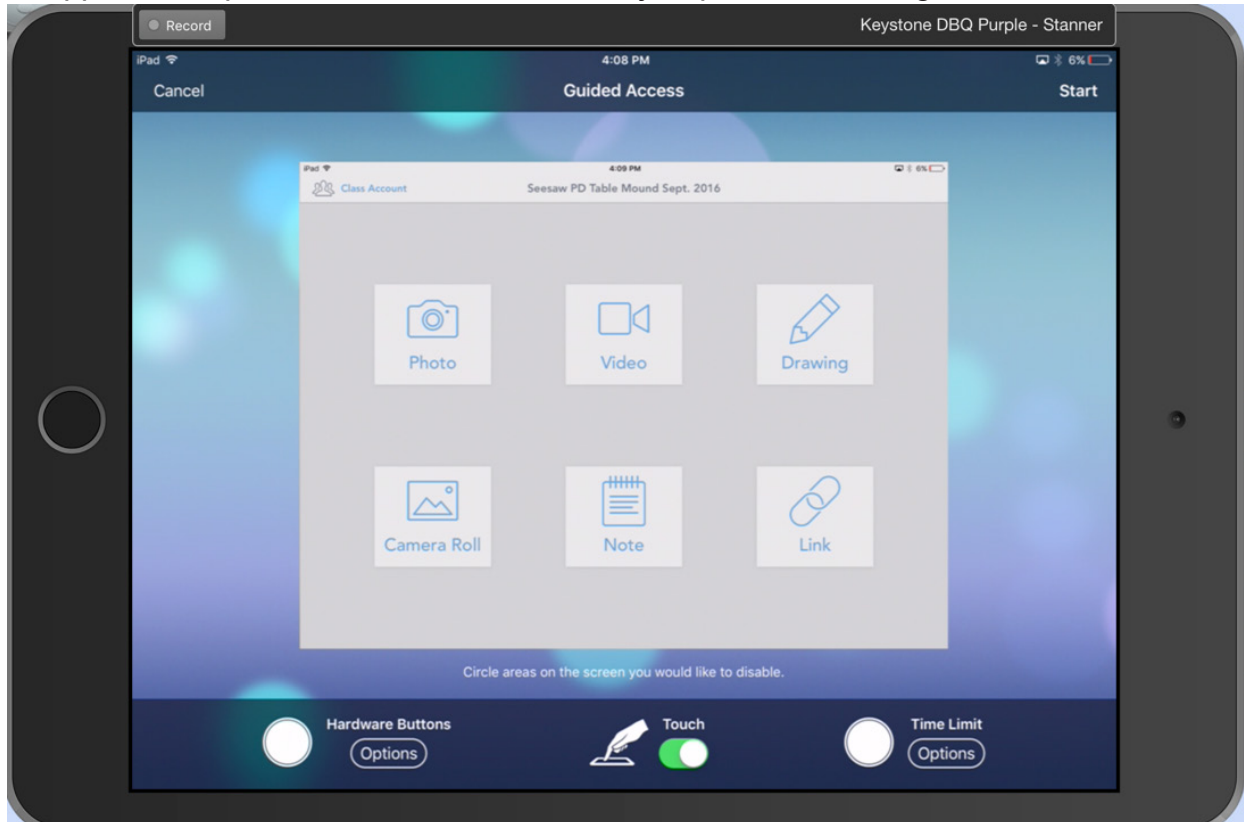 Record
Keystone DBQ Purple - Stanner
iPad 4:08 PM 6%
Cancel Guided Access Start
iPad 4:09 PM 6%
Class Account Seesaw PD Table Mound Sept. 2016
Photo Video Drawing
Camera Roll Note Link
Circle areas on the screen you would like to disable.
Hardware Buttons Touch Time Limit
Options Options